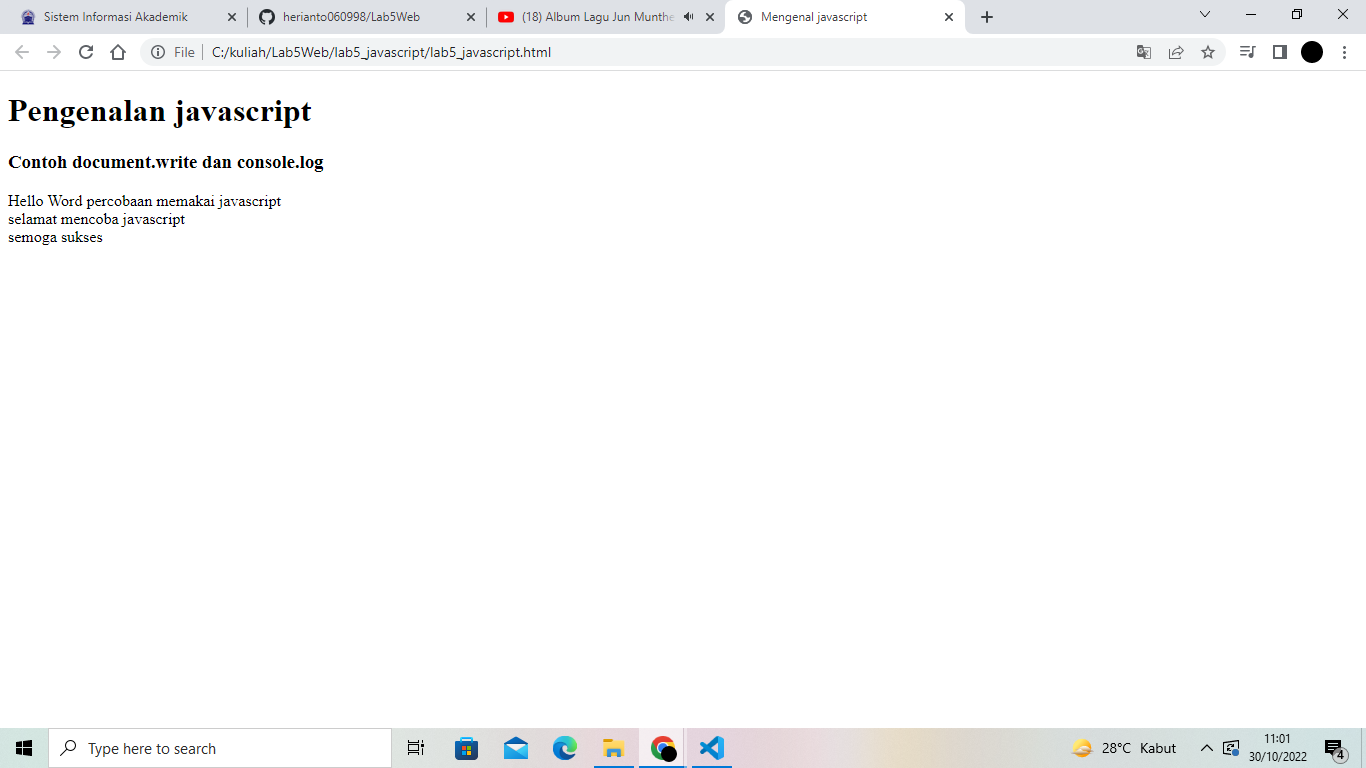 Sistem Informasi Akademik
herianto060998/Lab5Web
(18) Album Lagu Jun Munthe
Mengenal javascript
File
C:/kuliah/Lab5Web/lab5_javascript/lab5_javascript.html
Pengenalan javascript
Contoh document.write dan console.log
Hello Word percobaan memakai javascript
selamat mencoba javascript
semoga sukses
Type here to search
28°C Kabut
11:01
30/10/2022
4